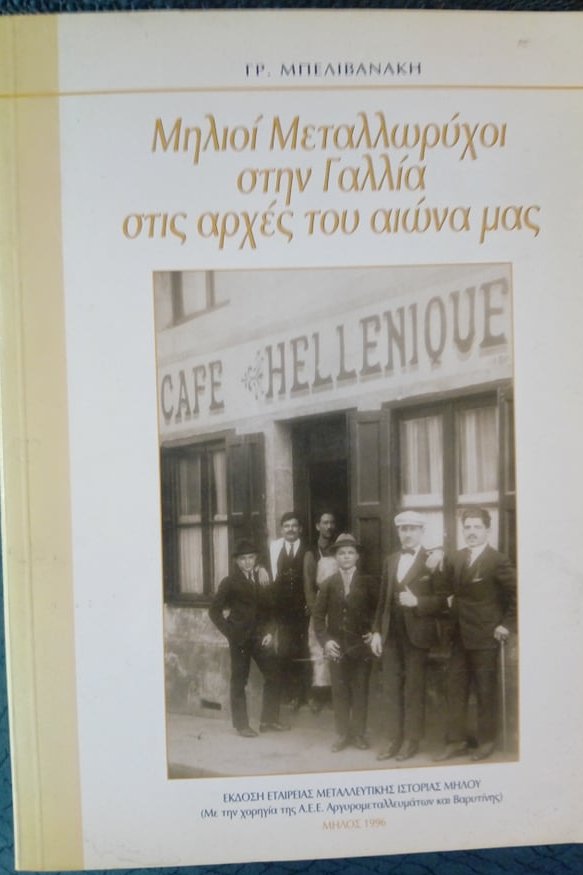 ΓΡ. ΜΠΕΛΙΒΑΝΑΚΗ
Μηλιοί Μεταλλωρύχοι
στην Γαλλία
στις αρχές του αιώνα μας
CAFE HELLENIQUE
ΕΚΔΟΣΗ ΕΤΑΙΡΕΙΑΣ ΜΕΤΑΛΛΕΥΤΙΚΗΣ ΙΣΤΟΡΙΑΣ ΜΗΛΟΥ
(Με την χορηγία της Α.Ε.Ε. Αργυρομεταλλευμάτων και Βαρυτίνης)
ΜΗΛΟΣ 1996